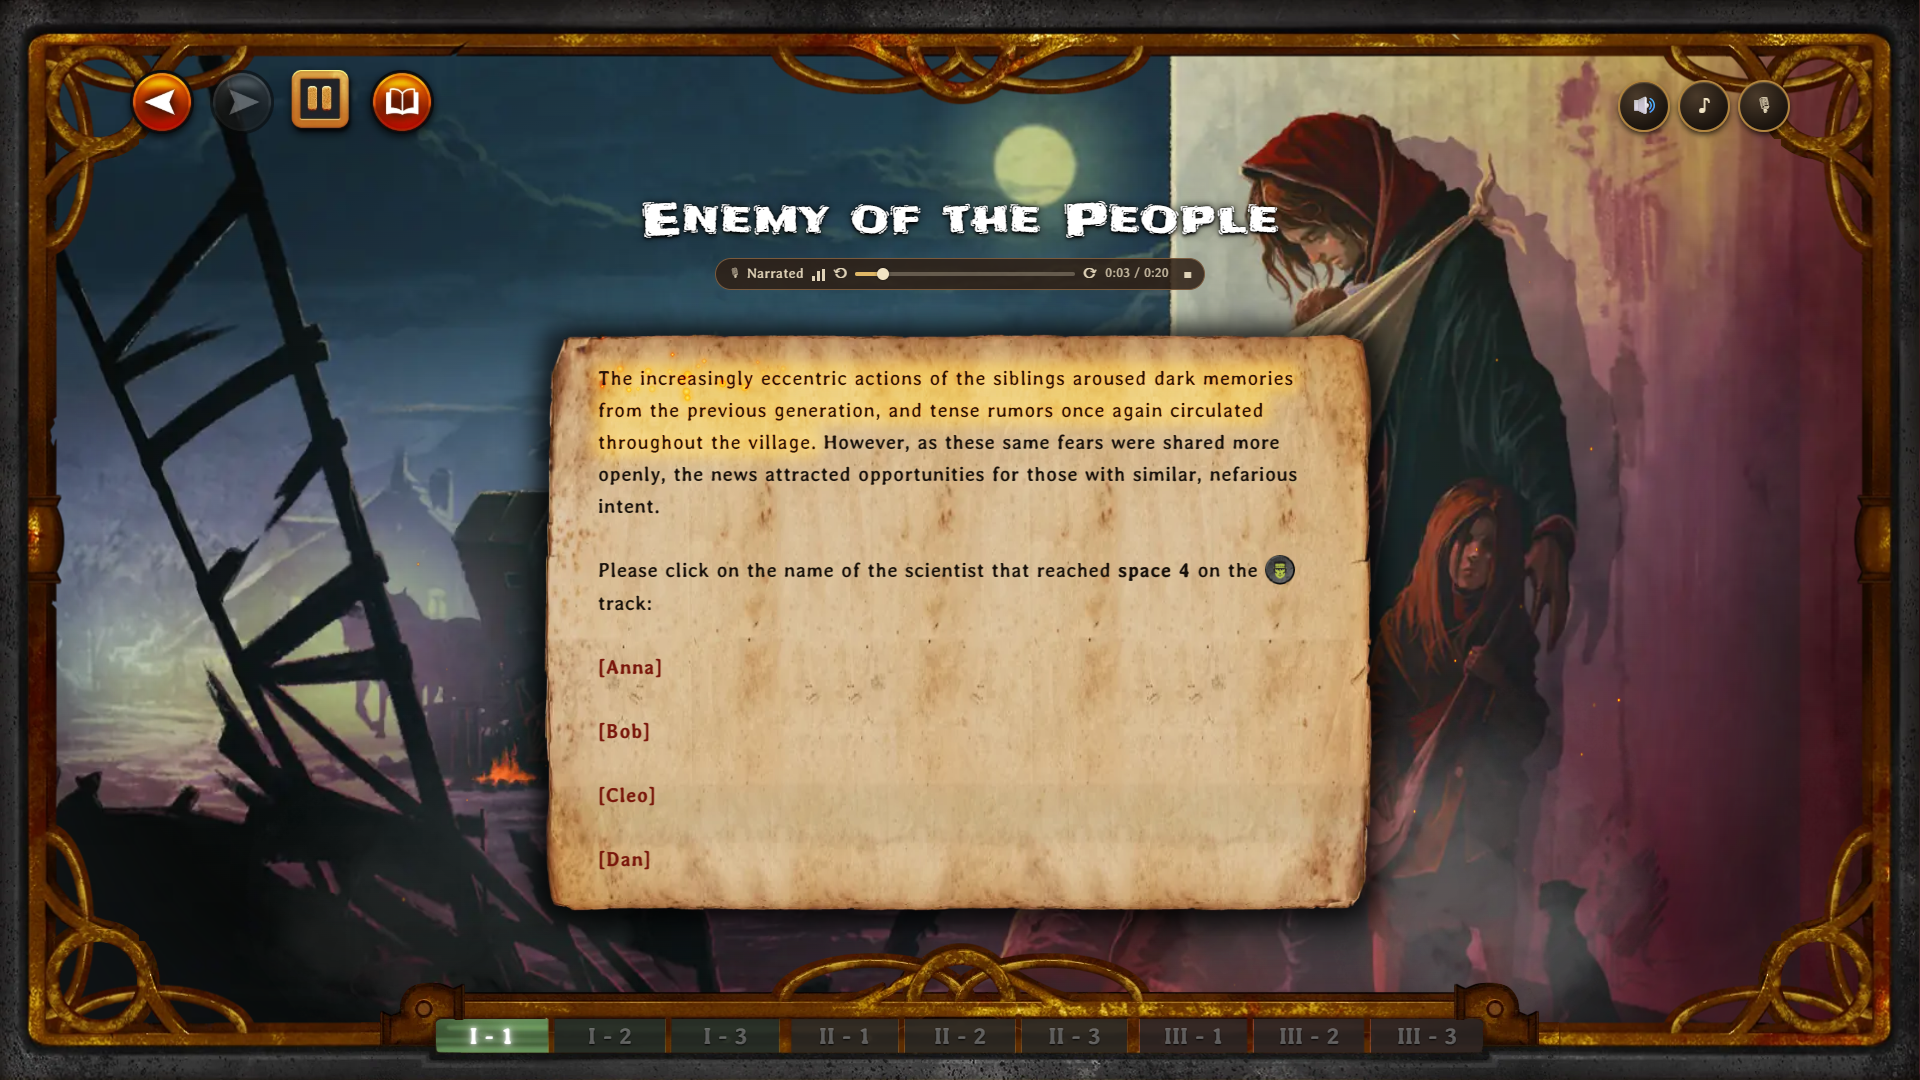 Enemy of the People
Narrated 0:03 / 0:20
The increasingly eccentric actions of the siblings aroused dark memories
from the previous generation, and tense rumors once again circulated
throughout the village. However, as these same fears were shared more
openly, the news attracted opportunities for those with similar, nefarious
intent.
Please click on the name of the scientist that reached space 4 on the
track:
[Anna]
[Bob]
[Cleo]
[Dan]
I - 1 I - 2 I - 3 II - 1 II - 2 II - 3 III - 1 III - 2 III - 3